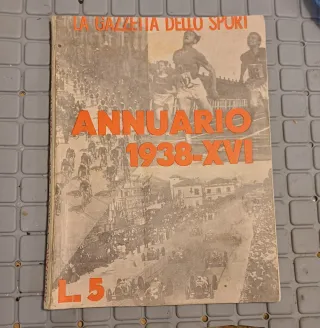 LA GAZZETTA DELLO SPORT
ANNUARIO
1938-XVI
L. 5